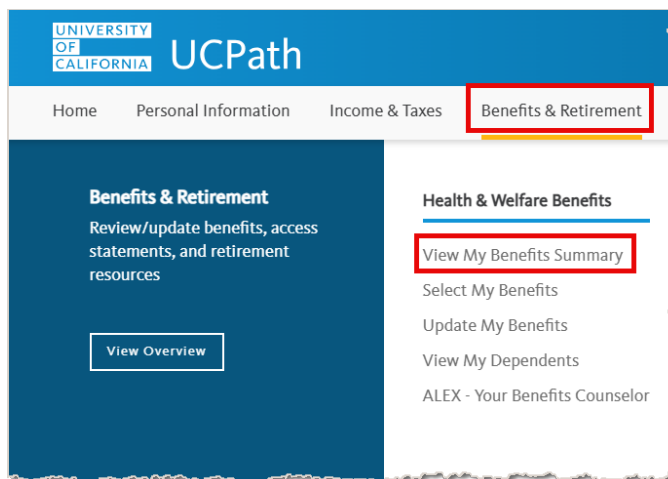 UNIVERSITY
OF
CALIFORNIA
UCPath
Home Personal Information Income & Taxes Benefits & Retirement
Benefits & Retirement
Review/update benefits, access
statements, and retirement
resources
View Overview
Health & Welfare Benefits
View My Benefits Summary
Select My Benefits
Update My Benefits
View My Dependents
ALEX - Your Benefits Counselor